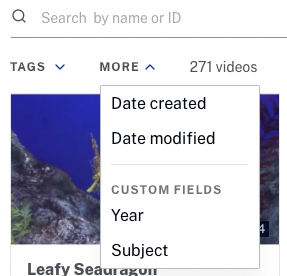 Search by name or ID
TAGS MORE 271 videos
Date created
Date modified
CUSTOM FIELDS
Year
4
Subject
Leafy Seadragon